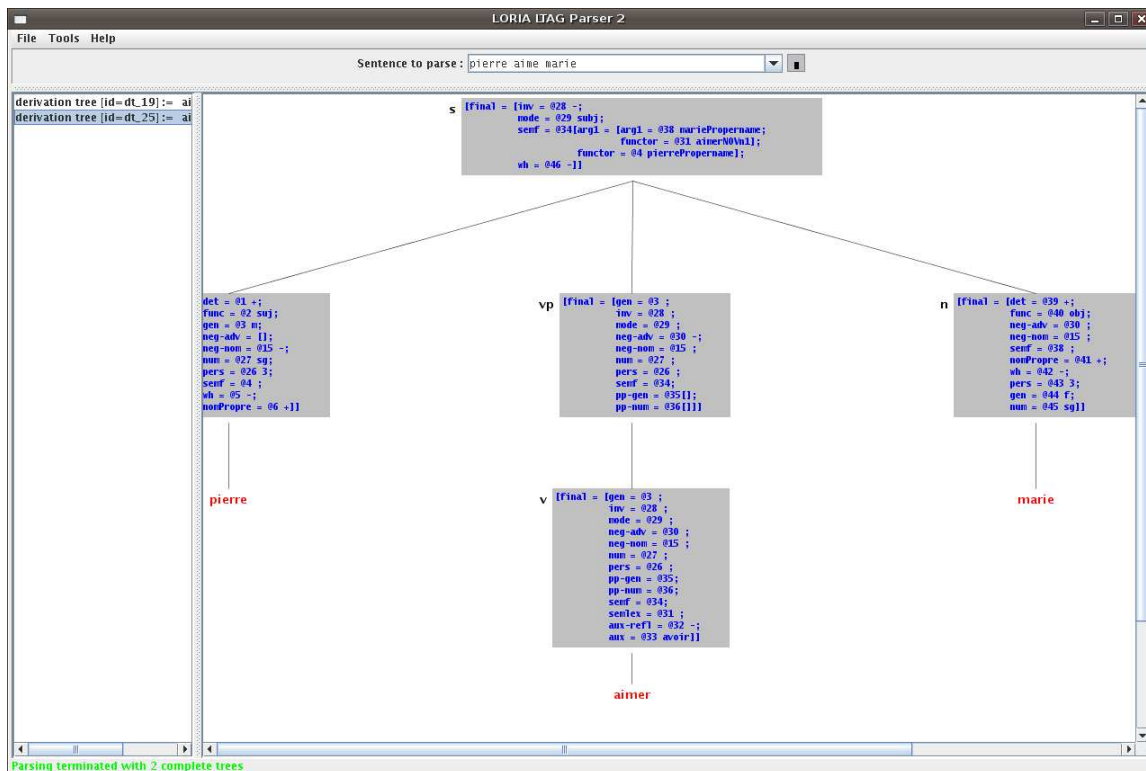 LORIA LTAG Parser 2
File Tools Help
Sentence to parse : pierre aime marie
derivation tree [id=dt_19] := ai
derivation tree [id=dt_25] := ai
s [final = [inv = @28 -;
mode = @29 subj;
semf = @34[arg1 = [arg1 = @38 mariePropername;
functor = @31 aimerN0Vn1];
functor = @4 pierrePropername];
wh = @46 -]]
det = @1 +;
func = @2 suj;
gen = @3 m;
neg-adv = [];
neg-nom = @15 -;
num = @27 sg;
pers = @26 3;
semf = @4 ;
wh = @5 -;
nonPropre = @6 +]]
pierre
vp [final = [gen = @3 ;
inv = @28 ;
mode = @29 ;
neg-adv = @30 -;
neg-nom = @15 ;
num = @27 ;
pers = @26 ;
semf = @34;
pp-gen = @35[];
pp-num = @36[]]]
n [final = [det = @39 +;
func = @40 obj;
neg-adv = @30 ;
neg-nom = @15 ;
semf = @38 ;
nonPropre = @41 +;
wh = @42 -;
pers = @43 3;
gen = @44 f;
num = @45 sg]]
marie
v [final = [gen = @3 ;
inv = @28 ;
mode = @29 ;
neg-adv = @30 ;
neg-nom = @15 ;
num = @27 ;
pers = @26 ;
pp-gen = @35;
pp-num = @36;
semf = @34;
semlex = @31 ;
aux-refl = @32 -;
aux = @33 avoir]]
aimer
Parsing terminated with 2 complete trees